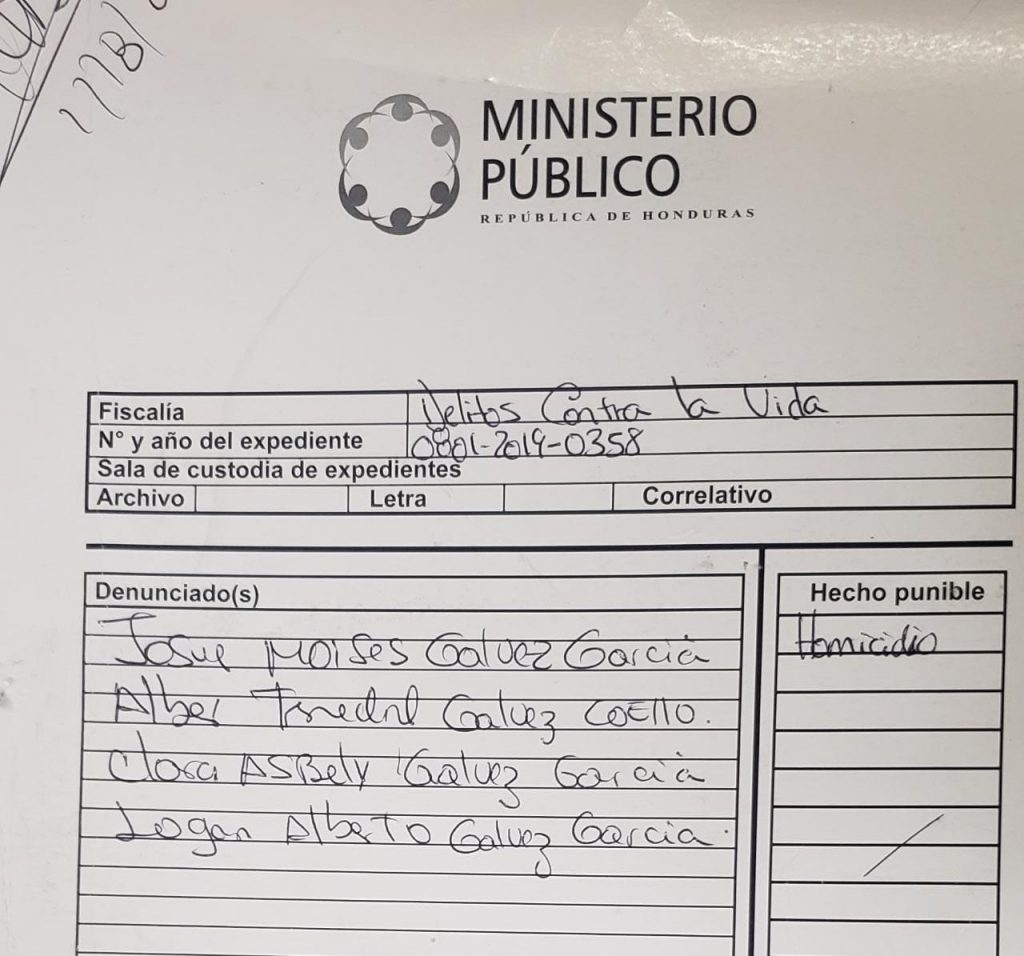 1778/
MINISTERIO
PÚBLICO
REPÚBLICA DE HONDURAS
Fiscalía Delitos Contra la Vida
N° y año del expediente 0801-2019-0358
Sala de custodia de expedientes
Archivo Letra Correlativo
Denunciado(s) Hecho punible
Josue Moises Galvez Garcia Homicidio
Alber Galvez Coello.
Clara Asbely Galvez Garcia
Logan Alberto Galvez Garcia.